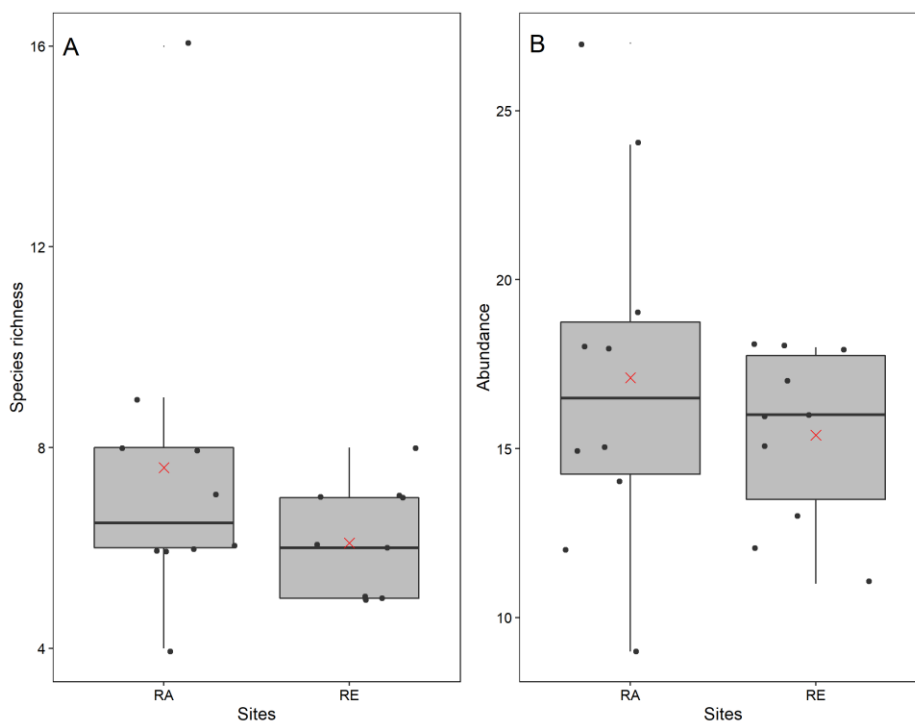 A
Species richness
16
12
8
4
RA
RE
Sites
B
Abundance
25
20
15
10
RA
RE
Sites